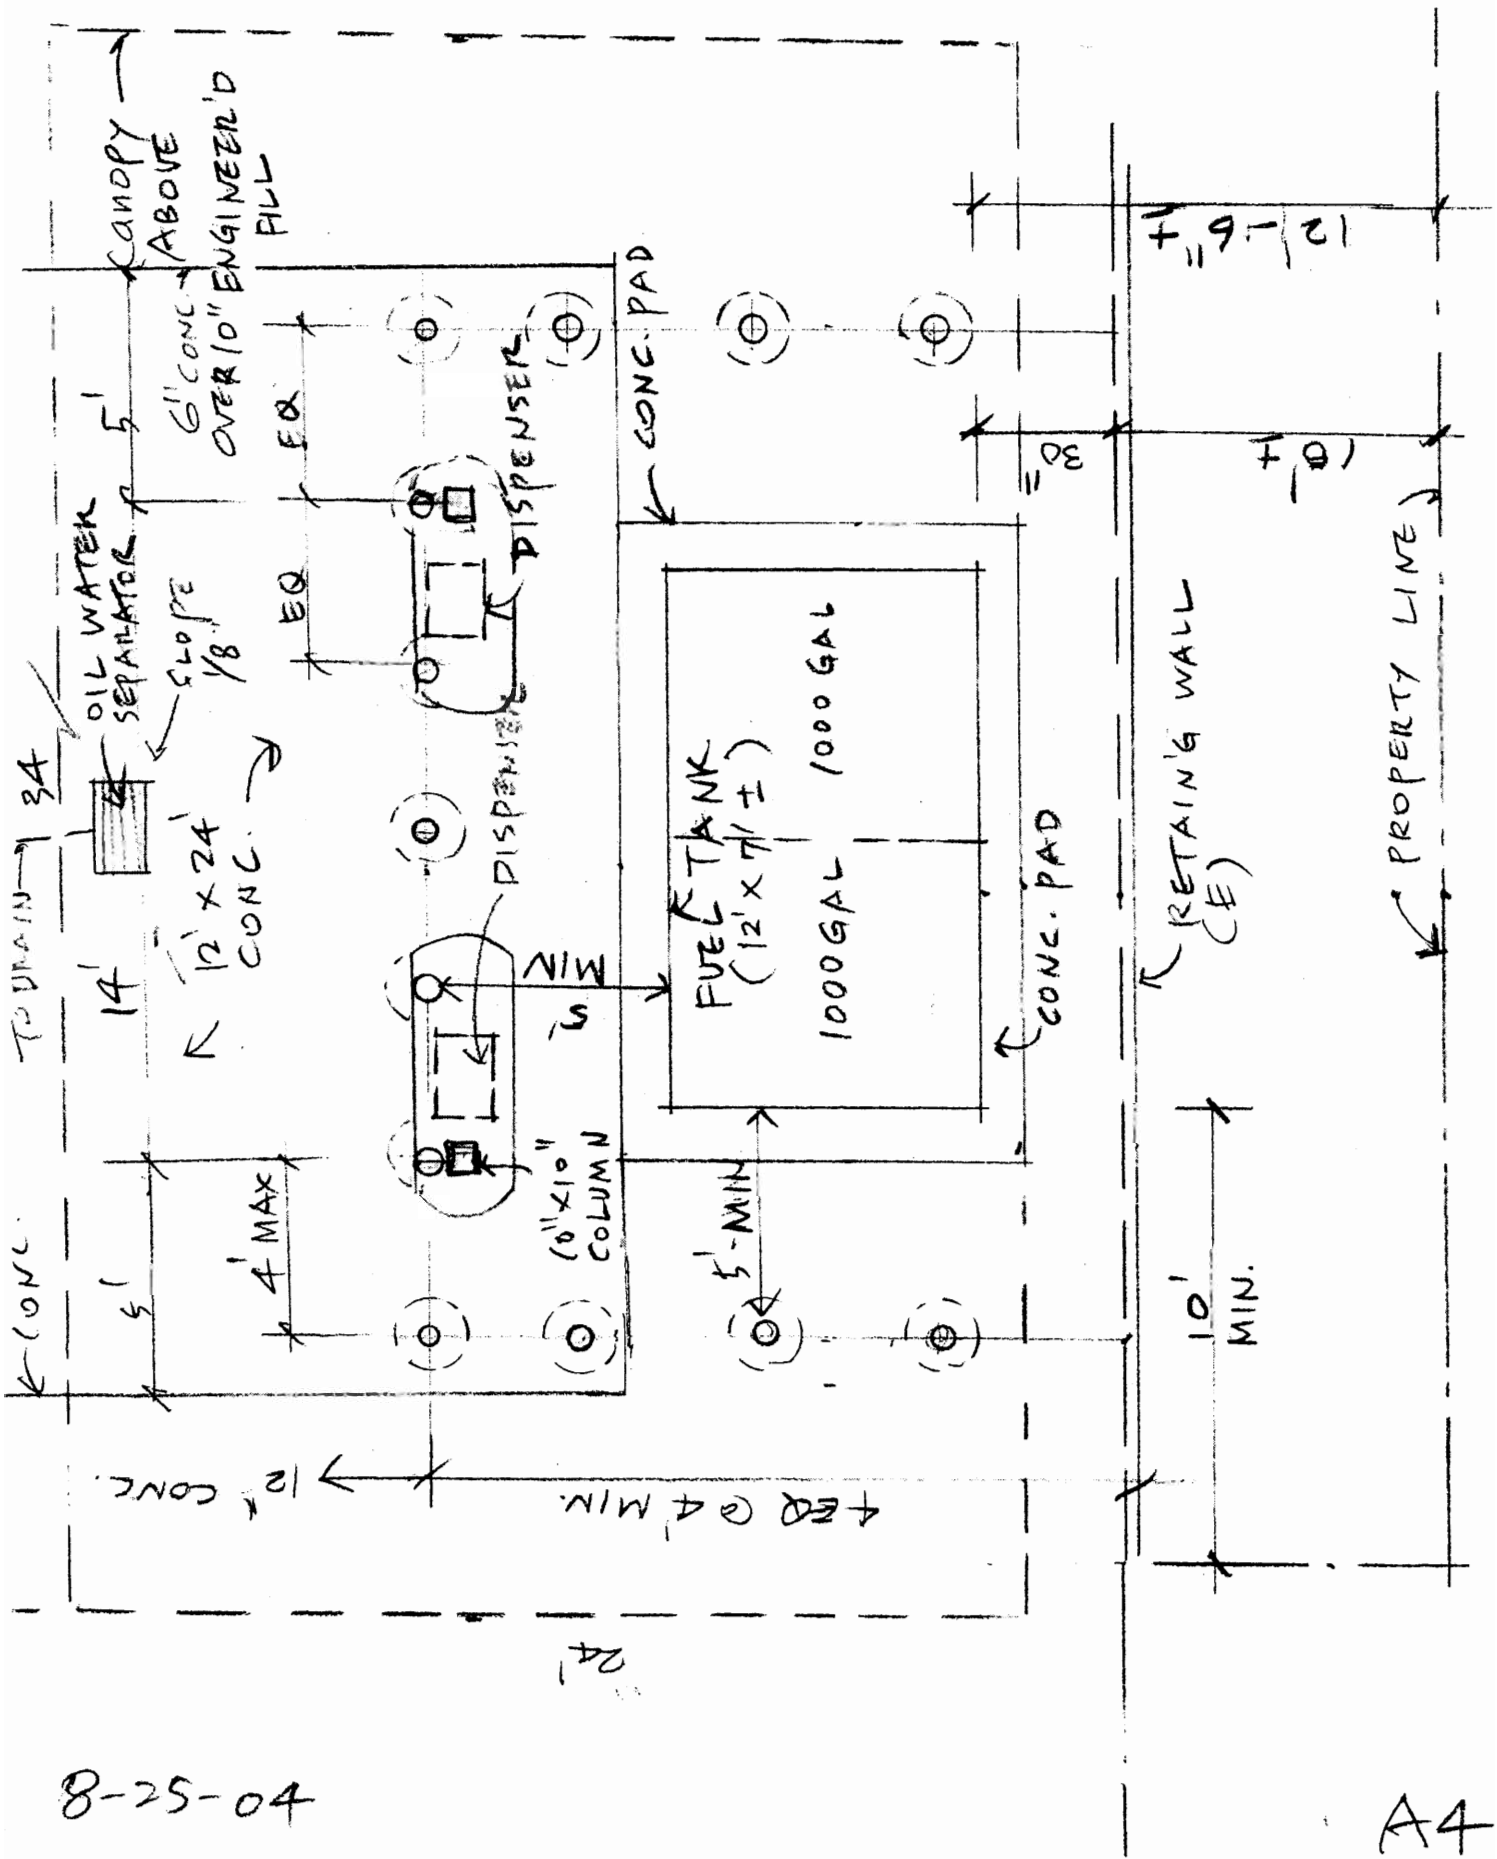 CANOPY
ABOVE
6" CONC.
OVER 10" ENGINEER'D
FILL
5'
EQ
EQ
OIL WATER
SEPARATOR
SLOPE
1/8"
34'
TO DRAIN
14'
12' X 24'
CONC.
CONC.
5'
4' MAX
DISPENSER
DISPENSER
5'
MIN
10" X 10"
COLUMN
CONC. PAD
FUEL TANK
(12' X 7' ±)
1000 GAL
1000 GAL
5'-MIN
CONC. PAD
12'-6" ±
30"
10' ±
RETAIN'G WALL
(E)
PROPERTY LINE
10'
MIN.
12' CONC.
4 EQ @ 4' MIN.
24'
8-25-04
A4